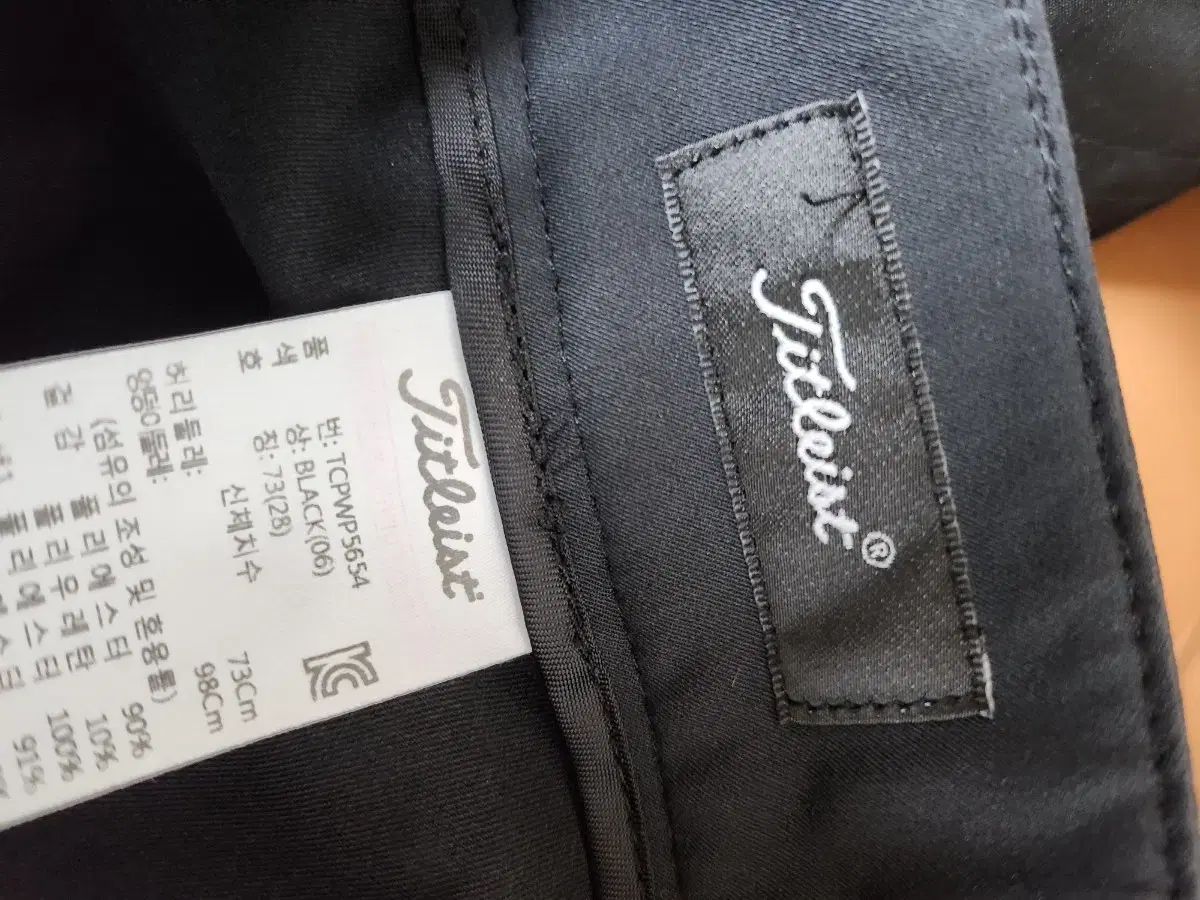 Titleist®
Titleist
품 번: TCPWP5654
색 상: BLACK(06)
호 칭: 73(28)
신체치수
허리둘레: 73Cm
엉덩이둘레: 98Cm
(섬유의 조성 및 혼용률)
겉 감 폴리에스터 90%
폴리우레탄 10%
폴리에스터 100%
폴리에스터 91%